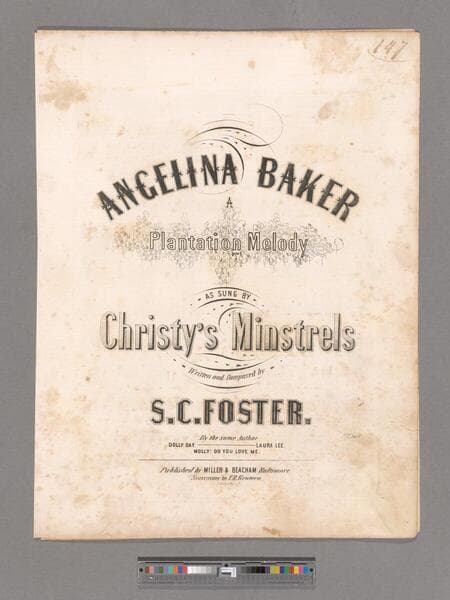 147
ANGELINA BAKER
A
Plantation Melody
AS SUNG BY
Christy's Minstrels
Written and Composed by
S.C. FOSTER.
By the same Author
DOLLY DAY LAURA LEE.
MOLLY! DO YOU LOVE ME.
Published by MILLER & BEACHAM Baltimore
Successors to F.D. Benteen